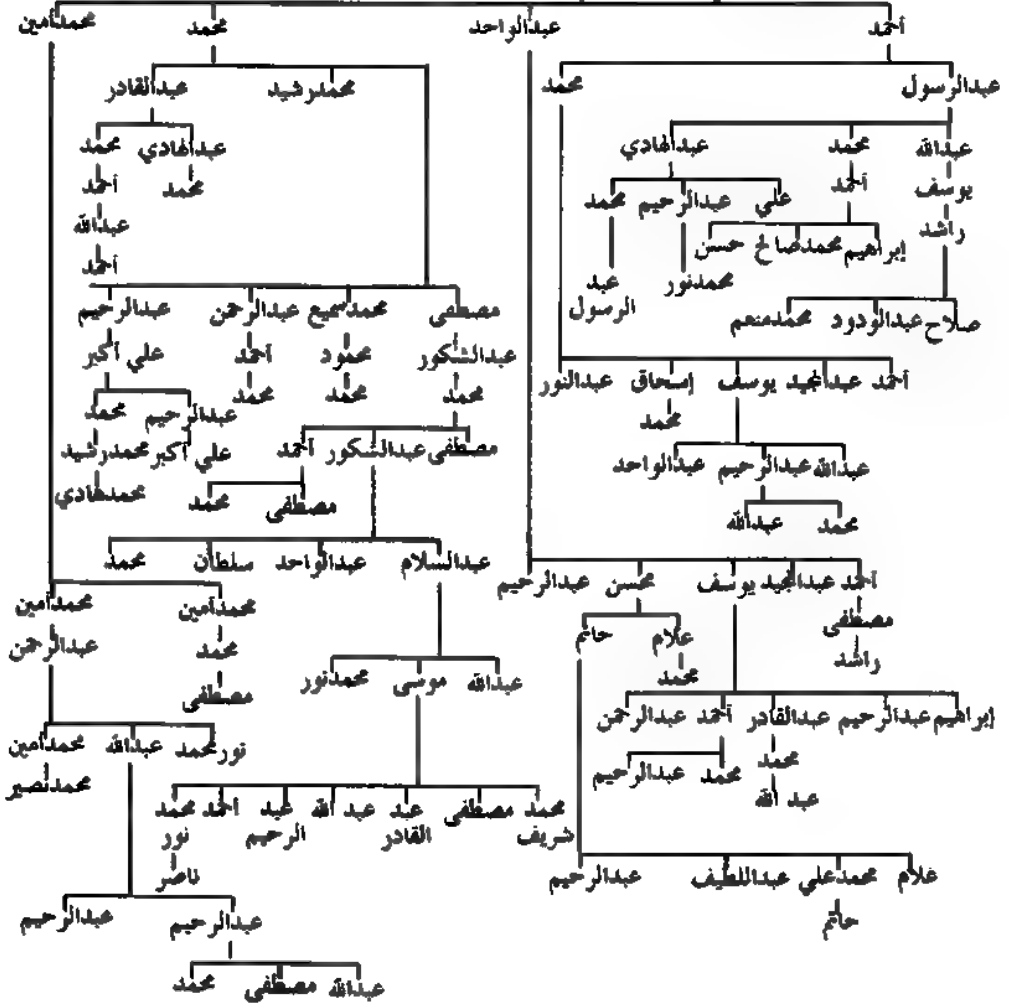 أحمد عبدالواحد محمد محمدأمين
عبدالرسول محمد محمدرشيد عبدالقادر
عبدالله محمد عبدالهادي عبدالهادي محمد
يوسف أحمد علي عبدالرحيم محمد محمد أحمد
راشد إبراهيم محمدصالح حسن عبدالله
محمدنور عبد أحمد
الرسول
صلاح عبدالودود محمدمنعم مصطفى محمدسميع عبدالرحمن عبدالرحيم
عبدالشكور محمود أحمد علي أكبر
أحمد عبدالمجيد يوسف إسحاق عبدالنور محمد محمد محمد
محمد عبدالرحيم محمد
عبدالله عبدالرحيم عبدالواحد مصطفى عبدالشكور أحمد علي أكبر محمدرشيد
محمد عبدالله مصطفى محمد محمدهادي
عبدالسلام عبدالواحد سلطان محمد
أحمد عبدالمجيد يوسف محسن عبدالرحيم محمدأمين محمدأمين
مصطفى غلام حاتم محمد عبدالرحمن
راشد محمد عبدالله موسى محمدنور مصطفى
إبراهيم عبدالرحيم عبدالقادر أحمد عبدالرحمن نورمحمد عبدالله محمدأمين
محمد محمد عبدالرحيم محمدنصير
عبد الله
محمد مصطفى عبد عبد الله عبد أحمد محمد
شريف القادر الرحيم نور
ناصر
غلام محمدعلي عبداللطيف عبدالرحيم
حاتم
عبدالرحيم عبدالرحيم
عبدالله مصطفى محمد